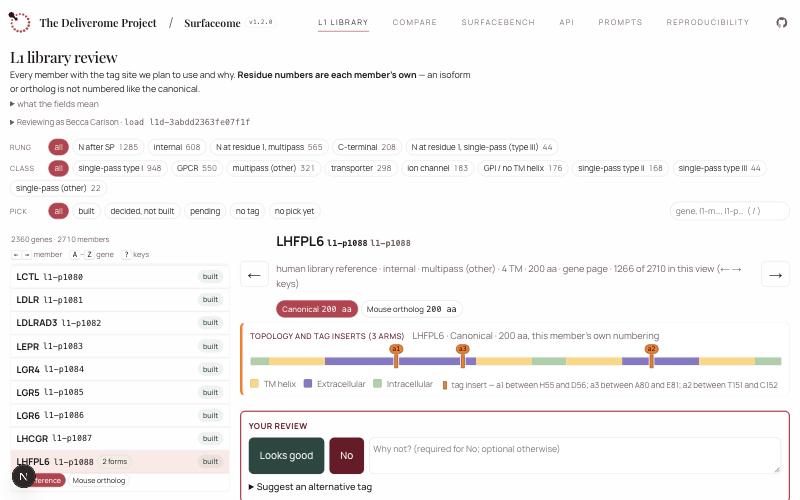 The Deliverome Project / Surfaceome v1.2.0 L1 LIBRARY COMPARE SURFACEBENCH API PROMPTS REPRODUCIBILITY
L1 library review
Every member with the tag site we plan to use and why. Residue numbers are each member's own — an isoform
or ortholog is not numbered like the canonical.
▶ what the fields mean
▶ Reviewing as Becca Carlson · load l1d-3abdd2363fe07f1f
RUNG all N after SP 1285 internal 608 N at residue 1, multipass 565 C-terminal 208 N at residue 1, single-pass (type III) 44
CLASS all single-pass type I 948 GPCR 550 multipass (other) 321 transporter 298 ion channel 183 GPI / no TM helix 176 single-pass type II 168 single-pass type III 44
single-pass (other) 22
PICK all built decided, not built pending no tag no pick yet gene, l1-m…, l1-p… ( / )
2360 genes · 2710 members
← → member A–Z gene ? keys
LCTL l1-p1080 built
LDLR l1-p1081 built
LDLRAD3 l1-p1082 built
LEPR l1-p1083 built
LGR4 l1-p1084 built
LGR5 l1-p1085 built
LGR6 l1-p1086 built
LHCGR l1-p1087 built
LHFPL6 l1-p1088 2 forms built
Mouse ortholog
N
LHFPL6 l1-p1088 l1-p1088
← →
human library reference · internal · multipass (other) · 4 TM · 200 aa · gene page · 1266 of 2710 in this view (← →
keys)
Canonical 200 aa Mouse ortholog 200 aa
TOPOLOGY AND TAG INSERTS (3 ARMS) LHFPL6 · Canonical · 200 aa, this member's own numbering
a1 a3 a2
TM helix Extracellular Intracellular tag insert — a1 between H55 and D56; a3 between A80 and E81; a2 between T151 and C152
YOUR REVIEW
Looks good No Why not? (required for No; optional otherwise)
▶ Suggest an alternative tag